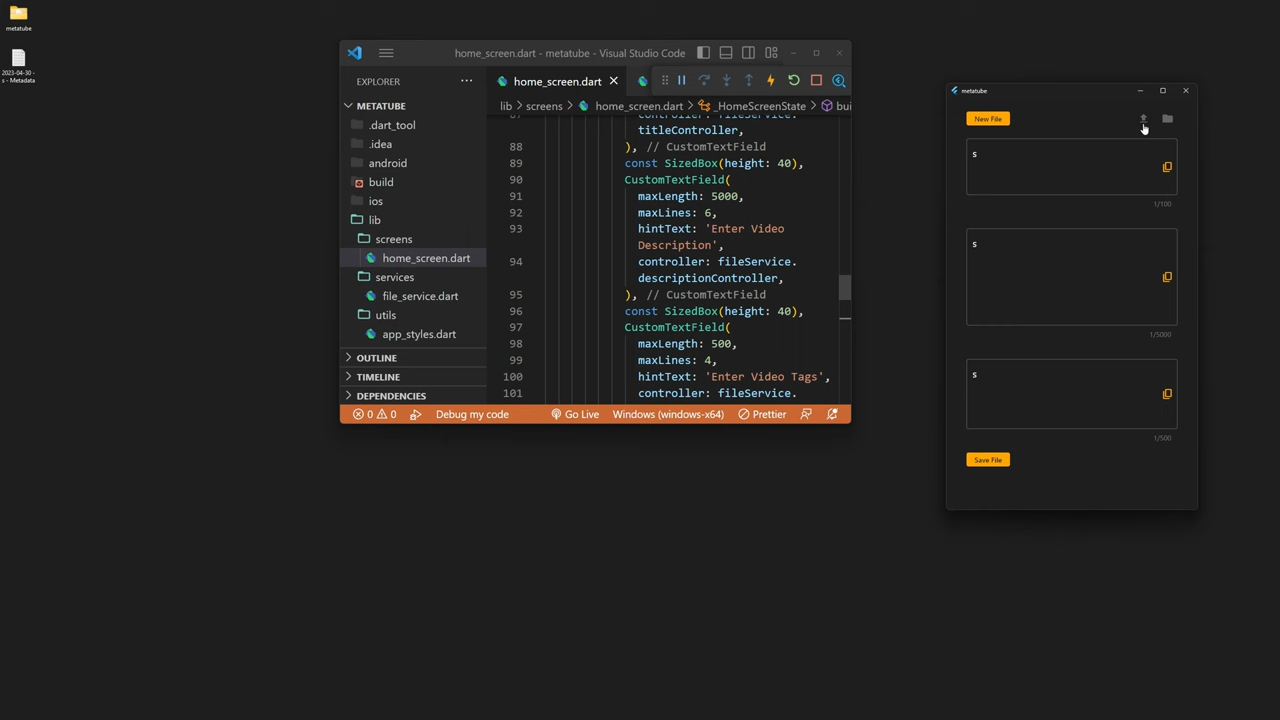 metatube
2023-04-30 -
s - Metadata
home_screen.dart - metatube - Visual Studio Code
EXPLORER
METATUBE
.dart_tool
.idea
android
build
ios
lib
screens
home_screen.dart
services
file_service.dart
utils
app_styles.dart
OUTLINE
TIMELINE
DEPENDENCIES
home_screen.dart
lib > screens > home_screen.dart > _HomeScreenState > bui
titleController,
88 ), // CustomTextField
89 const SizedBox(height: 40),
90 CustomTextField(
91 maxLength: 5000,
92 maxLines: 6,
93 hintText: 'Enter Video
Description',
94 controller: fileService.
descriptionController,
95 ), // CustomTextField
96 const SizedBox(height: 40),
97 CustomTextField(
98 maxLength: 500,
99 maxLines: 4,
100 hintText: 'Enter Video Tags',
101 controller: fileService.
0 0 Debug my code Go Live Windows (windows-x64) Prettier
metatube
New File
s
1/100
s
1/5000
s
1/500
Save File